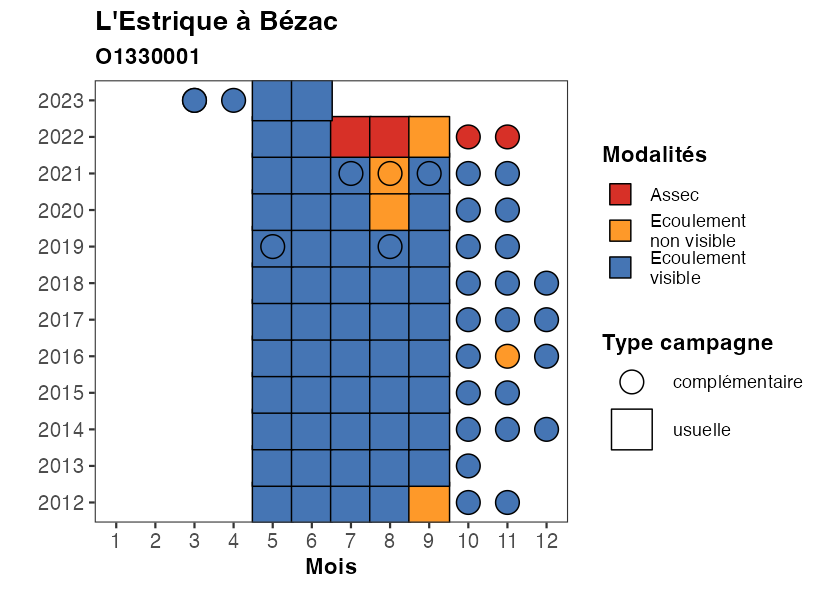 L'Estrique à Bézac
O1330001
2023
2022
2021
2020
2019
2018
2017
2016
2015
2014
2013
2012
1 2 3 4 5 6 7 8 9 10 11 12
Mois
Modalités
Assec
Ecoulement
non visible
Ecoulement
visible
Type campagne
complémentaire
usuelle